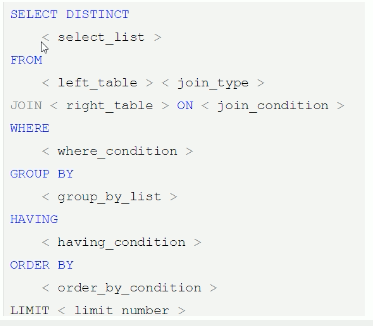 SELECT DISTINCT
< select_list >
FROM
< left_table > < join_type >
JOIN < right_table > ON < join_condition >
WHERE
< where_condition >
GROUP BY
< group_by_list >
HAVING
< having_condition >
ORDER BY
< order_by_condition >
LIMIT < limit number >